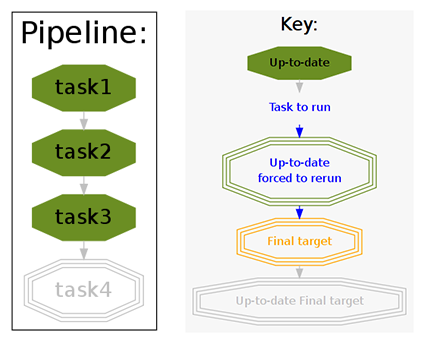 Pipeline:
task1
task2
task3
task4
Key:
Up-to-date
Task to run
Up-to-date
forced to rerun
Final target
Up-to-date Final target